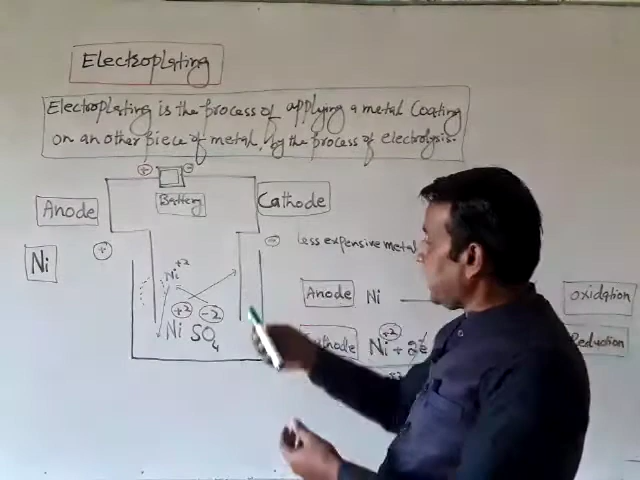 Electroplating
Electroplating is the process of applying a metal coating
on an other piece of metal, by the process of electrolysis.
+ -
Battery
Anode
Cathode
Ni
+
- less expensive metal
Ni+2
Anode Ni
Oxidation
+2 -2
Ni SO4
Ni+2 + 2e
Reduction